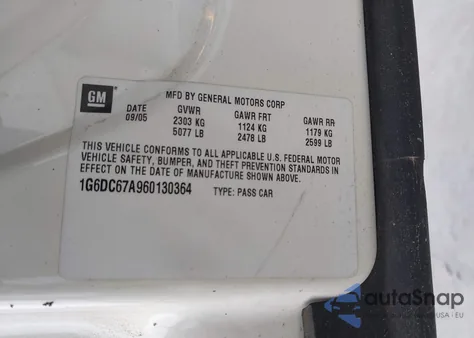 GM
MFD BY GENERAL MOTORS CORP
DATE GVWR GAWR FRT GAWR RR
09/05 2303 KG 1124 KG 1179 KG
5077 LB 2478 LB 2599 LB
THIS VEHICLE CONFORMS TO ALL APPLICABLE U.S. FEDERAL MOTOR
VEHICLE SAFETY, BUMPER, AND THEFT PREVENTION STANDARDS IN
EFFECT ON THE DATE OF MANUFACTURE SHOWN ABOVE.
1G6DC67A960130364 TYPE: PASS CAR
autoSnap
USA | EU